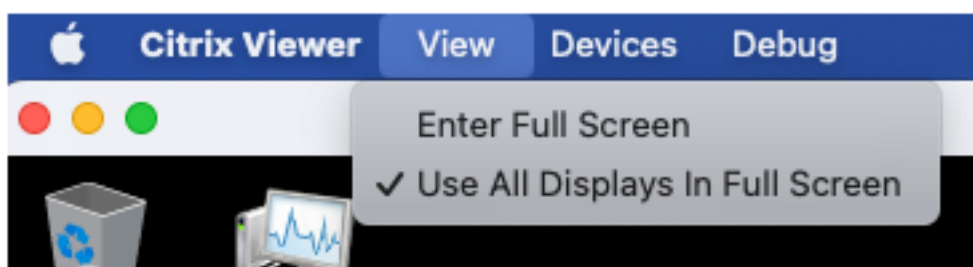 Citrix Viewer View Devices Debug
Enter Full Screen
✓ Use All Displays In Full Screen